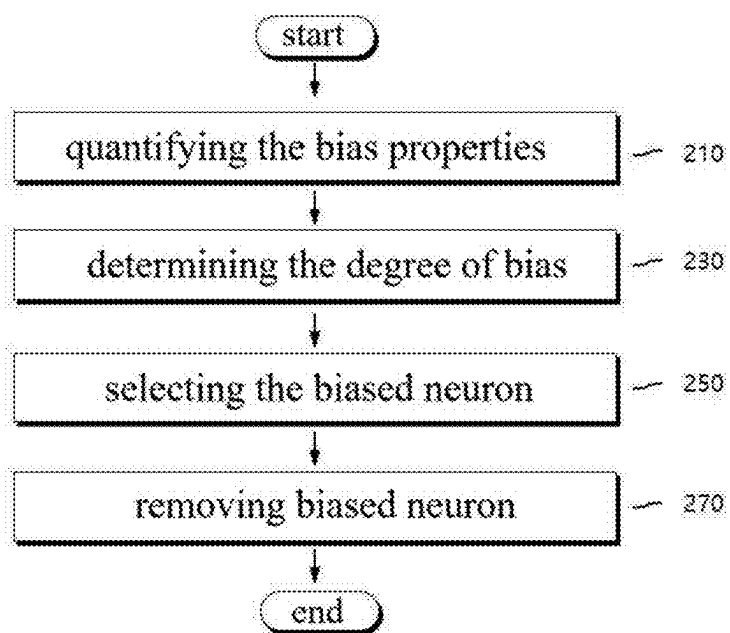 start
quantifying the bias properties
210
determining the degree of bias
230
selecting the biased neuron
250
removing biased neuron
270
end